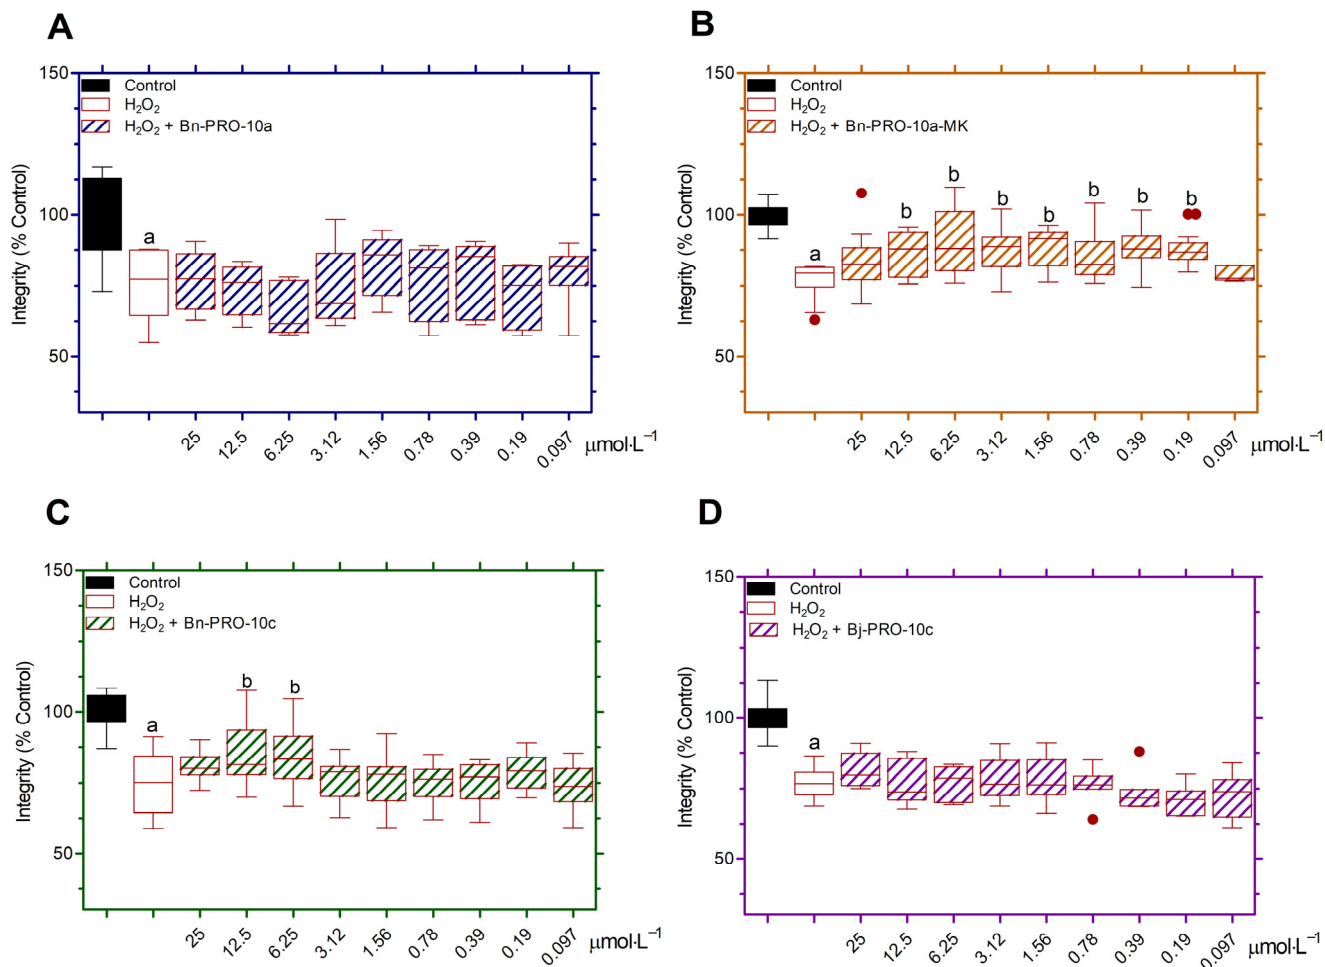 A
150
100
50
Integrity (% Control)
Control
H₂O₂
H₂O₂ + Bn-PRO-10a
a
25
12.5
6.25
3.12
1.56
0.78
0.39
0.19
0.097
µmol·L⁻¹
B
150
100
50
Integrity (% Control)
Control
H₂O₂
H₂O₂ + Bn-PRO-10a-MK
a
b
b
b
b
b
b
b
25
12.5
6.25
3.12
1.56
0.78
0.39
0.19
0.097
µmol·L⁻¹
C
150
100
50
Integrity (% Control)
Control
H₂O₂
H₂O₂ + Bn-PRO-10c
a
b
b
25
12.5
6.25
3.12
1.56
0.78
0.39
0.19
0.097
µmol·L⁻¹
D
150
100
50
Integrity (% Control)
Control
H₂O₂
H₂O₂ + Bj-PRO-10c
a
25
12.5
6.25
3.12
1.56
0.78
0.39
0.19
0.097
µmol·L⁻¹